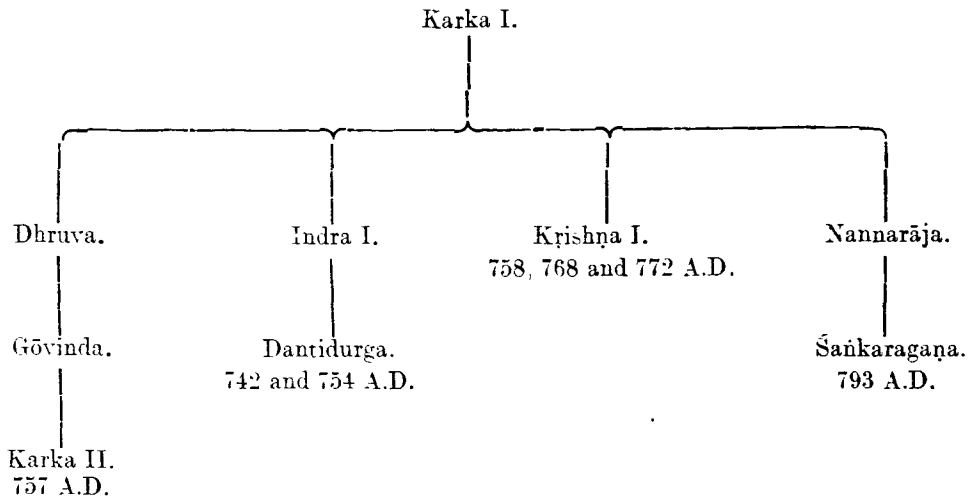 Karka I.
Dhruva.
Indra I.
Kṛishṇa I.
758, 768 and 772 A.D.
Nannarāja.
Gōvinda.
Dantidurga.
742 and 754 A.D.
Śaṅkaragaṇa.
793 A.D.
Karka II.
757 A.D.